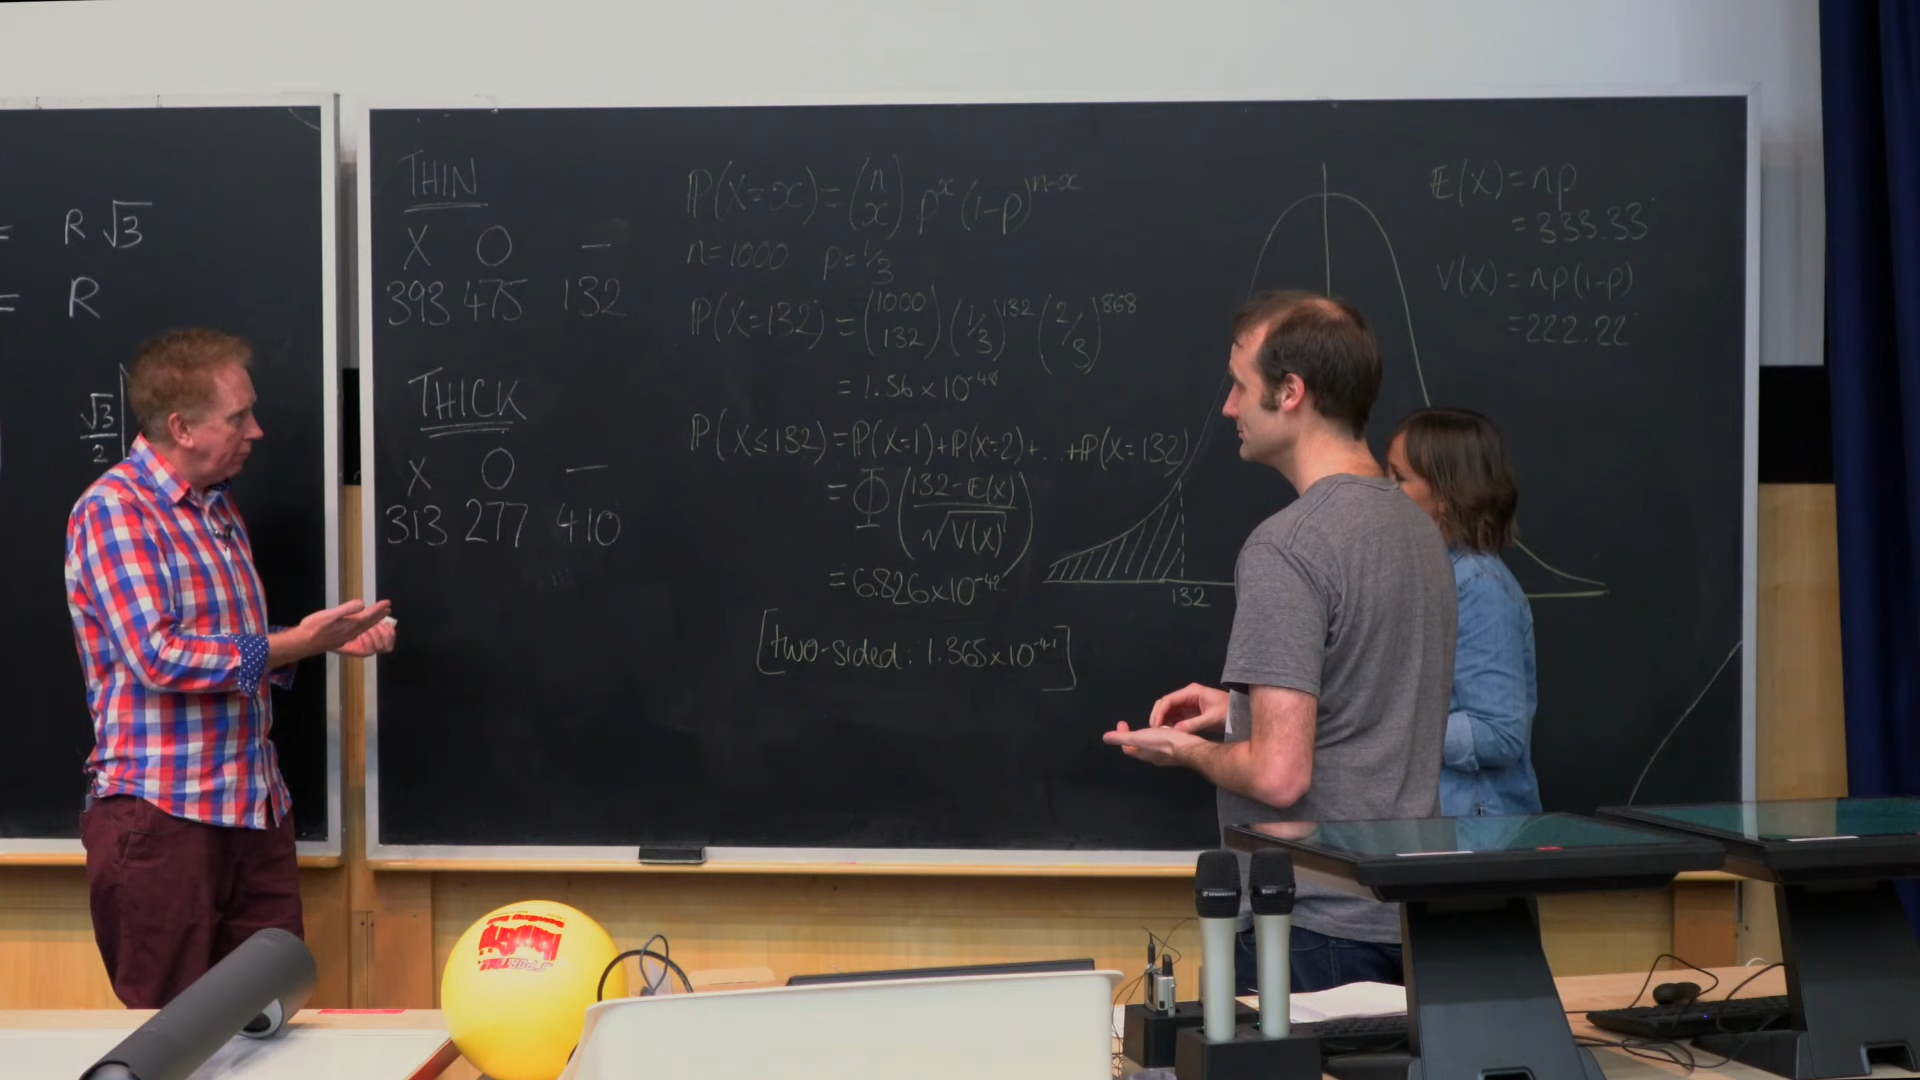 = R √3
= R
√3/2
THIN
X O —
393 475 132
THICK
X O —
313 277 410
ℙ(X=x) = (n x) p^x (1-p)^{n-x}
n=1000 p=1/3
ℙ(X=132) = (1000 132) (1/3)^132 (2/3)^868
= 1.56×10^-48
ℙ(X≤132) = ℙ(X=1)+ℙ(X=2)+...+ℙ(X=132)
= Φ((132-E(X))/√V(X))
= 6.826×10^-42
[two-sided: 1.365×10^-41]
132
E(X) = np
= 333.33
V(X) = np(1-p)
= 222.22